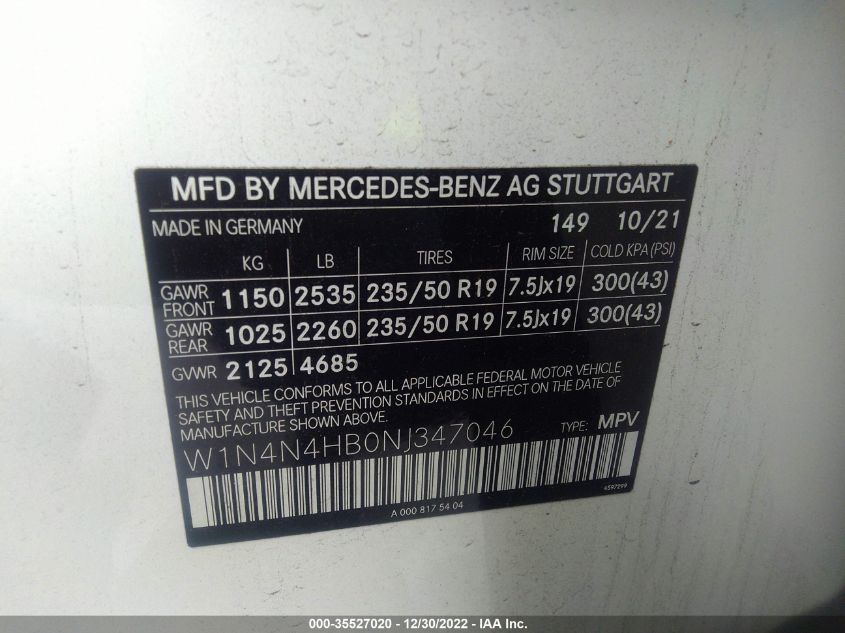 MFD BY MERCEDES-BENZ AG STUTTGART
MADE IN GERMANY 149 10/21
KG LB TIRES RIM SIZE COLD KPA (PSI)
GAWR FRONT 1150 2535 235/50 R19 7.5Jx19 300(43)
GAWR REAR 1025 2260 235/50 R19 7.5Jx19 300(43)
GVWR 2125 4685
THIS VEHICLE CONFORMS TO ALL APPLICABLE FEDERAL MOTOR VEHICLE
SAFETY AND THEFT PREVENTION STANDARDS IN EFFECT ON THE DATE OF
MANUFACTURE SHOWN ABOVE.
W1N4N4HB0NJ347046 TYPE: MPV
4597299
A 000 817 54 04
000-35527020 - 12/30/2022 - IAA Inc.